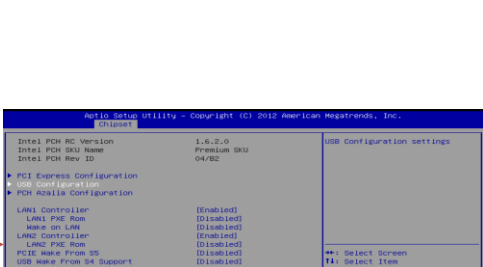 Aptio Setup Utility - Copyright (C) 2012 American Megatrends, Inc.
Chipset
Intel PCH RC Version 1.6.2.0
Intel PCH SKU Name Premium SKU
Intel PCH Rev ID 04/B2
PCI Express Configuration
USB Configuration
PCH Azalia Configuration
LAN1 Controller [Enabled]
LAN1 PXE Rom [Disabled]
Wake on LAN [Disabled]
LAN2 Controller [Enabled]
LAN2 PXE Rom [Disabled]
PCIE Wake From S5 [Disabled]
USB Wake From S4 Support [Disabled]
USB Configuration settings
→←: Select Screen
↑↓: Select Item